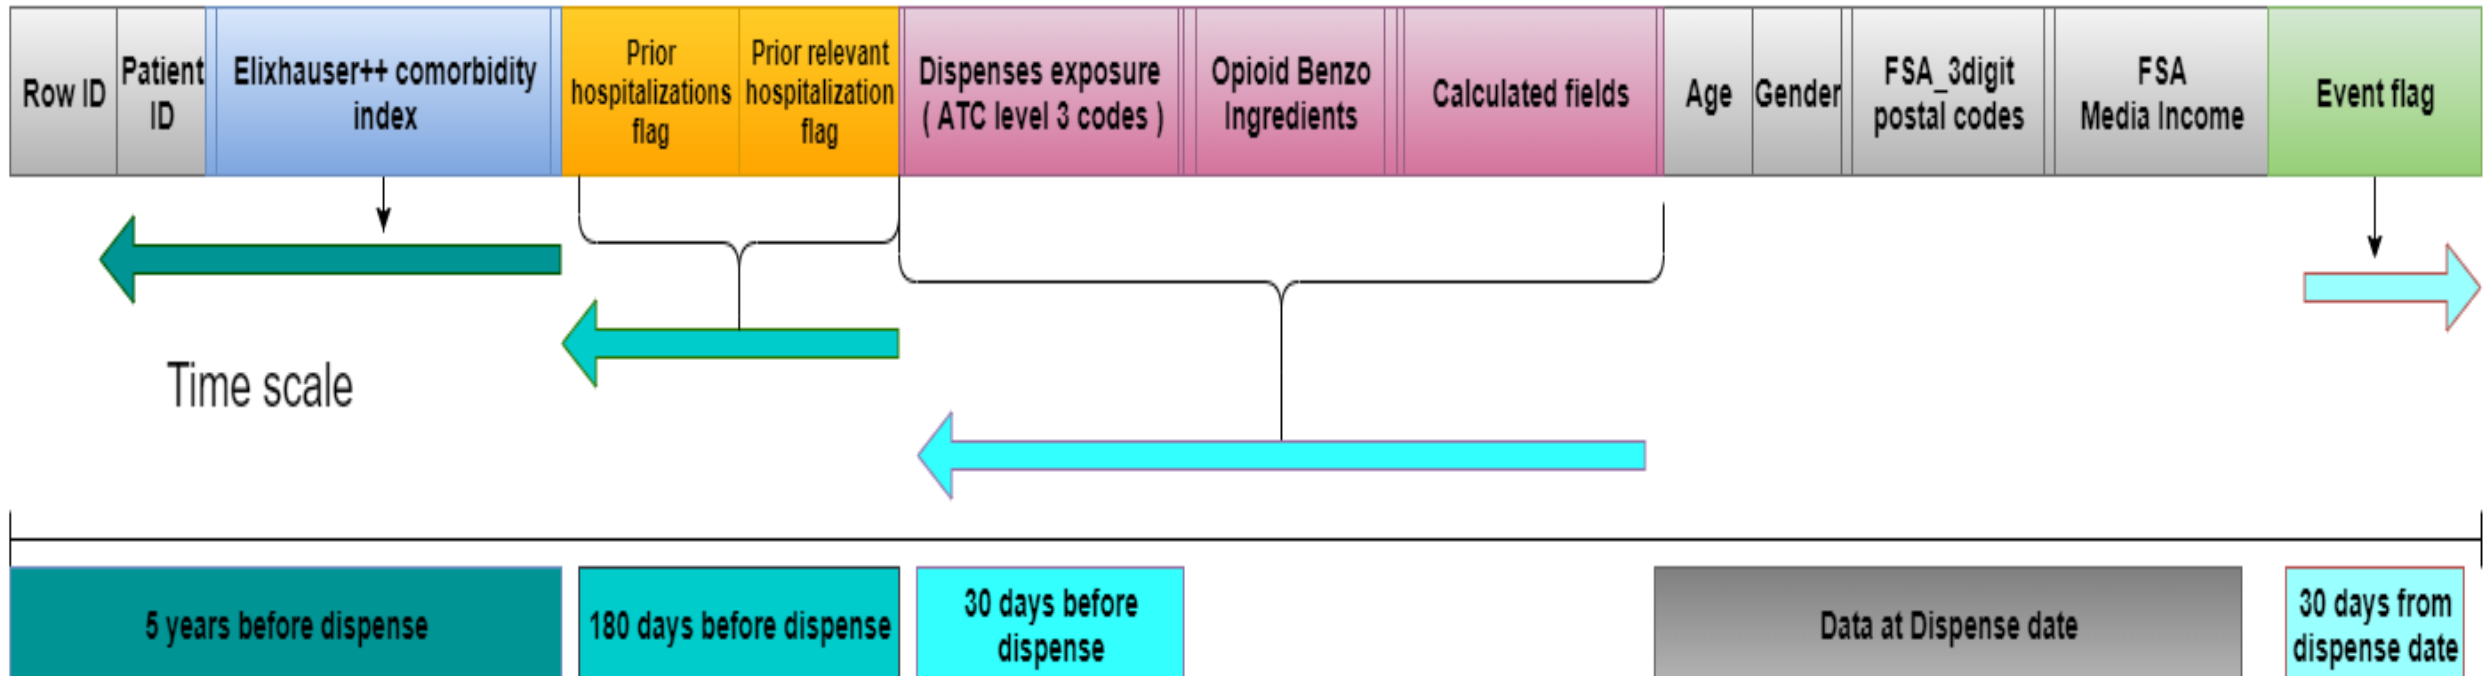 Row ID
Patient
ID
Elixhauser++ comorbidity
index
Prior
hospitalizations
flag
Prior relevant
hospitalization
flag
Dispenses exposure
( ATC level 3 codes )
Opioid Benzo
Ingredients
Calculated fields
Age
Gender
FSA_3digit
postal codes
FSA
Media Income
Event flag
Time scale
5 years before dispense
180 days before dispense
30 days before
dispense
Data at Dispense date
30 days from
dispense date